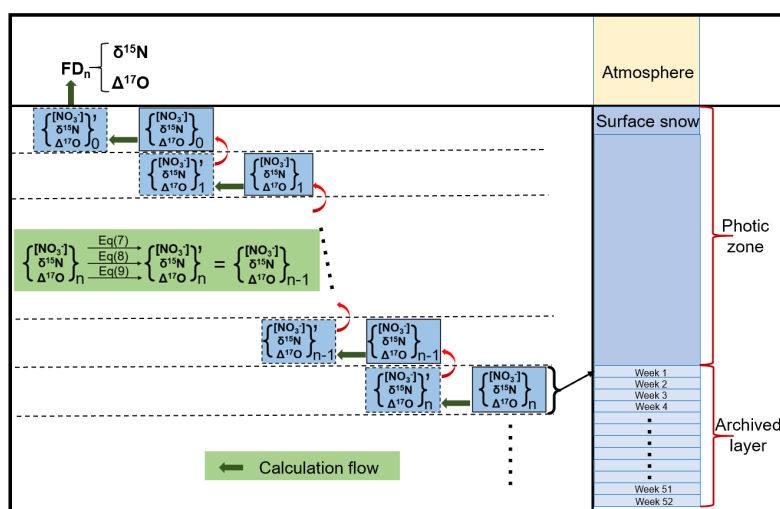 δ¹⁵N
FDₙ {
Δ¹⁷O
Atmosphere
{[NO₃⁻] δ¹⁵N Δ¹⁷O}'₀
{[NO₃⁻] δ¹⁵N Δ¹⁷O}₀
Surface snow
{[NO₃⁻] δ¹⁵N Δ¹⁷O}'₁
{[NO₃⁻] δ¹⁵N Δ¹⁷O}₁
Photic
zone
Eq(7)
Eq(8)
Eq(9)
{[NO₃⁻] δ¹⁵N Δ¹⁷O}ₙ {[NO₃⁻] δ¹⁵N Δ¹⁷O}'ₙ = {[NO₃⁻] δ¹⁵N Δ¹⁷O}ₙ₋₁
{[NO₃⁻] δ¹⁵N Δ¹⁷O}'ₙ₋₁
{[NO₃⁻] δ¹⁵N Δ¹⁷O}ₙ₋₁
{[NO₃⁻] δ¹⁵N Δ¹⁷O}'ₙ
{[NO₃⁻] δ¹⁵N Δ¹⁷O}ₙ
Week 1
Week 2
Week 3
Week 4
Archived
layer
Calculation flow
Week 51
Week 52